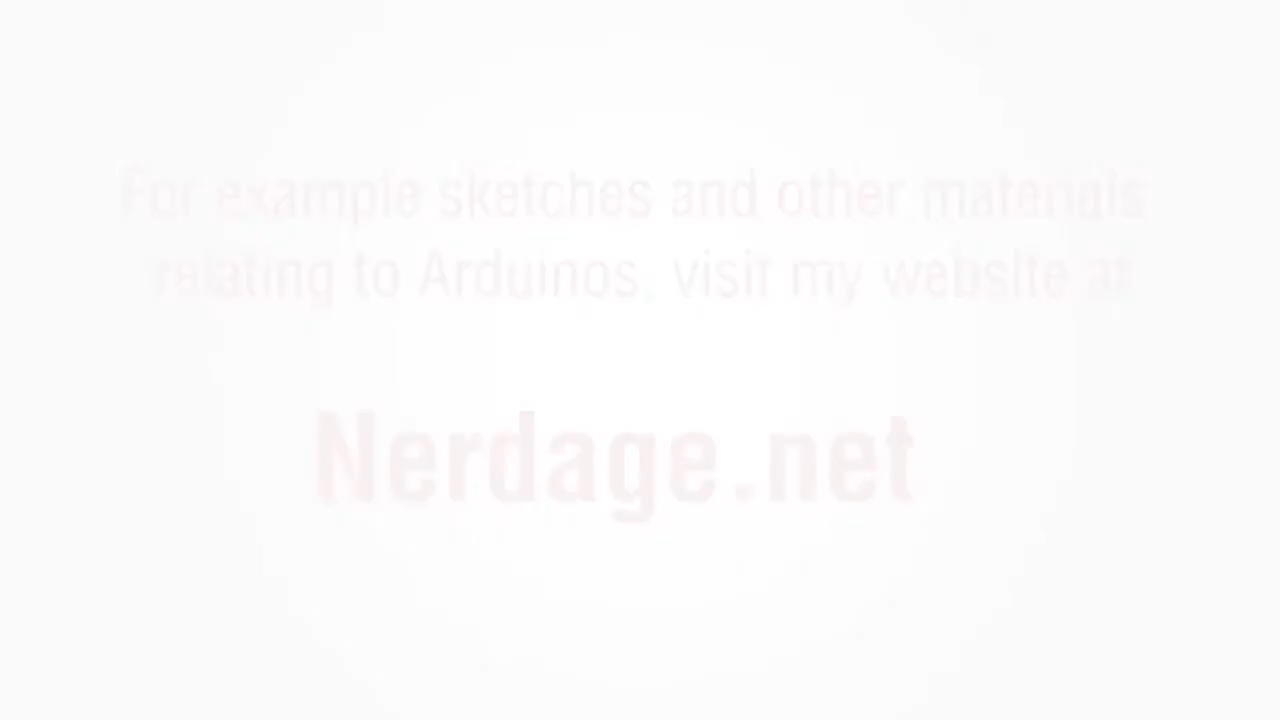 For example sketches and other materials
relating to Arduinos, visit my website at
Nerdage.net